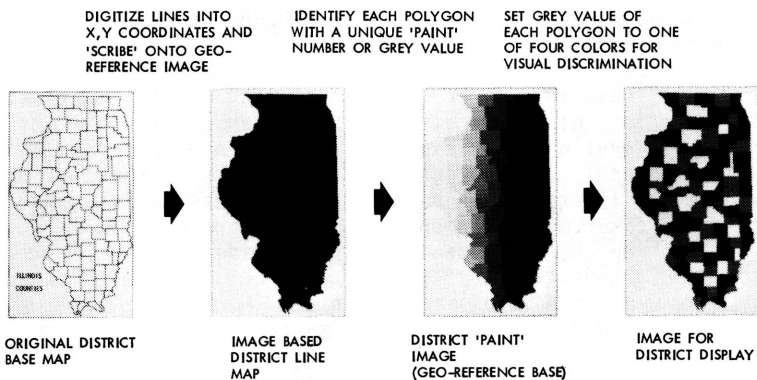 DIGITIZE LINES INTO
X,Y COORDINATES AND
'SCRIBE' ONTO GEO-
REFERENCE IMAGE
IDENTIFY EACH POLYGON
WITH A UNIQUE 'PAINT'
NUMBER OR GREY VALUE
SET GREY VALUE OF
EACH POLYGON TO ONE
OF FOUR COLORS FOR
VISUAL DISCRIMINATION
ILLINOIS
COUNTIES
ORIGINAL DISTRICT
BASE MAP
IMAGE BASED
DISTRICT LINE
MAP
DISTRICT 'PAINT'
IMAGE
(GEO-REFERENCE BASE)
IMAGE FOR
DISTRICT DISPLAY